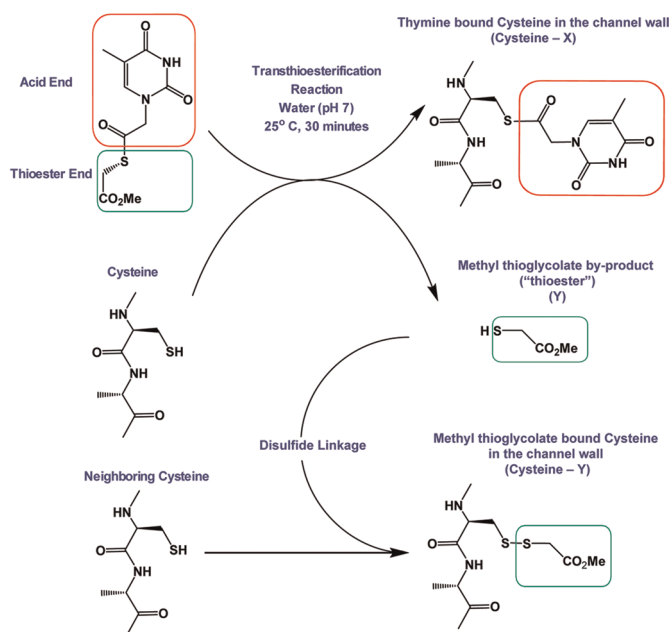 Thymine bound Cysteine in the channel wall
(Cysteine – X)
Acid End
Transthioesterification
Reaction
Water (pH 7)
25° C, 30 minutes
O
NH
N
O
O
S
CO2Me
Thioester End
HN
O
NH
O
S
O
N
O
NH
O
Cysteine
HN
O
SH
NH
O
Methyl thioglycolate by-product
(“thioester”)
(Y)
H
S
CO2Me
Disulfide Linkage
Neighboring Cysteine
HN
O
SH
NH
O
Methyl thioglycolate bound Cysteine
in the channel wall
(Cysteine – Y)
HN
O
S–S
NH
O
CO2Me